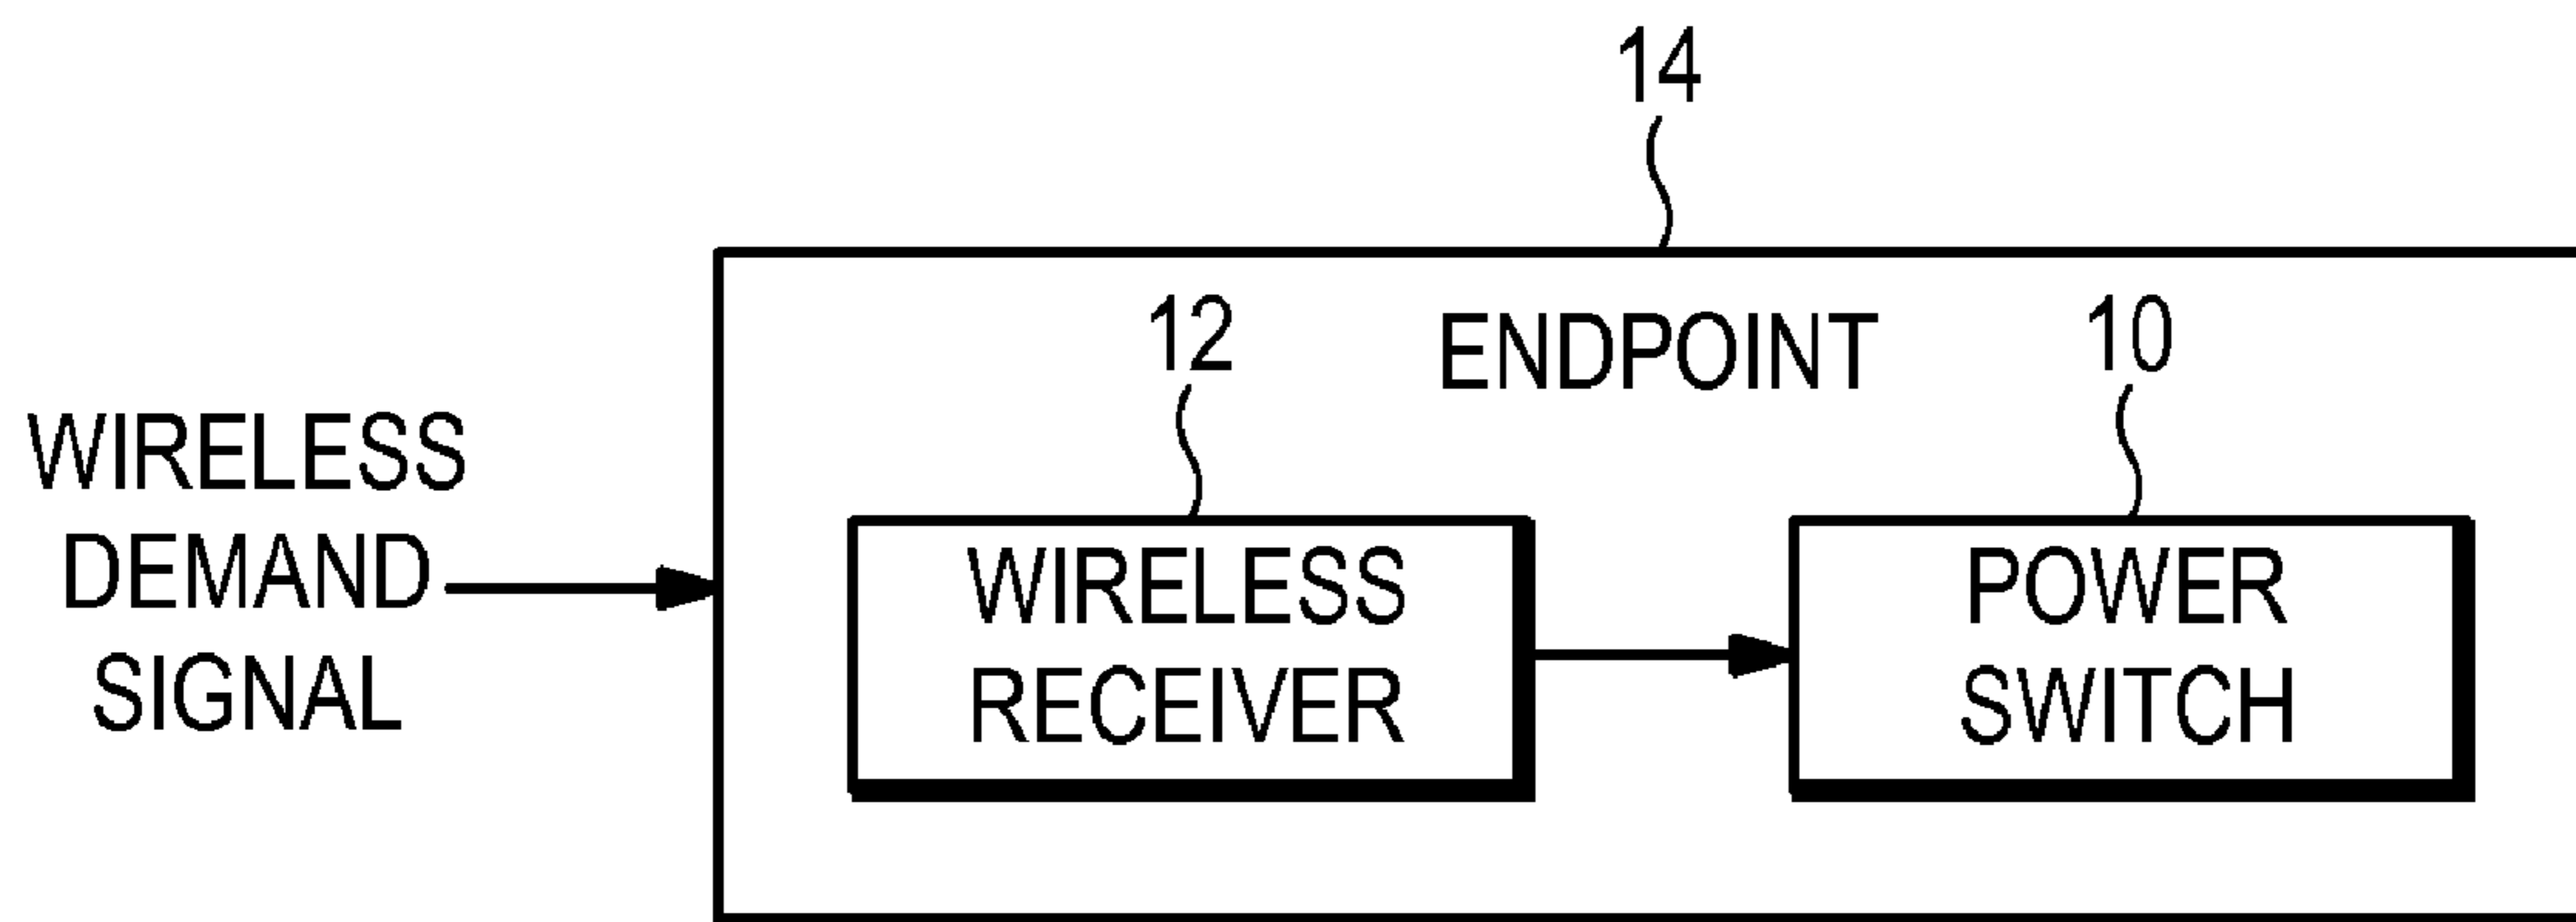 14
12
ENDPOINT
10
WIRELESS
DEMAND
SIGNAL
WIRELESS
RECEIVER
POWER
SWITCH